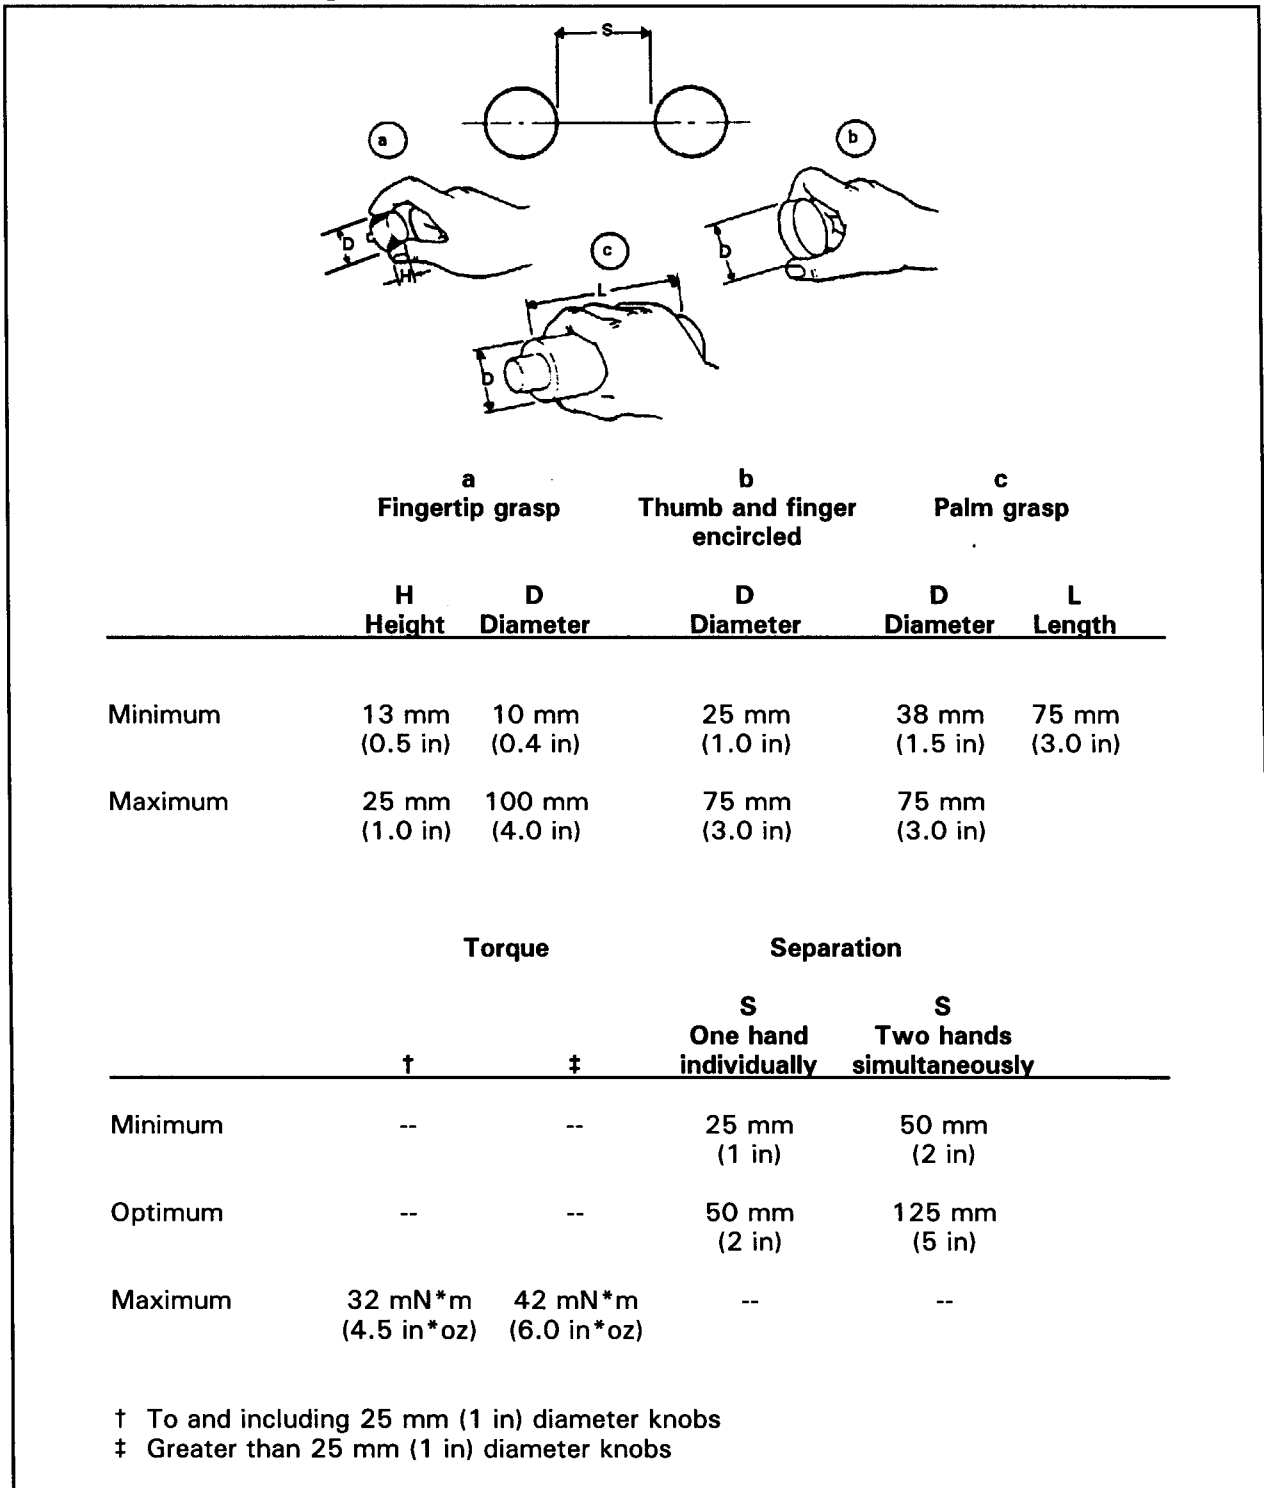 S
a
b
D
H
D
c
L
D
a b c
Fingertip grasp Thumb and finger Palm grasp
encircled
H D D D L
Height Diameter Diameter Diameter Length
Minimum 13 mm 10 mm 25 mm 38 mm 75 mm
(0.5 in) (0.4 in) (1.0 in) (1.5 in) (3.0 in)
Maximum 25 mm 100 mm 75 mm 75 mm
(1.0 in) (4.0 in) (3.0 in) (3.0 in)
Torque Separation
S S
One hand Two hands
† ‡ individually simultaneously
Minimum -- -- 25 mm 50 mm
(1 in) (2 in)
Optimum -- -- 50 mm 125 mm
(2 in) (5 in)
Maximum 32 mN*m 42 mN*m -- --
(4.5 in*oz) (6.0 in*oz)
† To and including 25 mm (1 in) diameter knobs
‡ Greater than 25 mm (1 in) diameter knobs